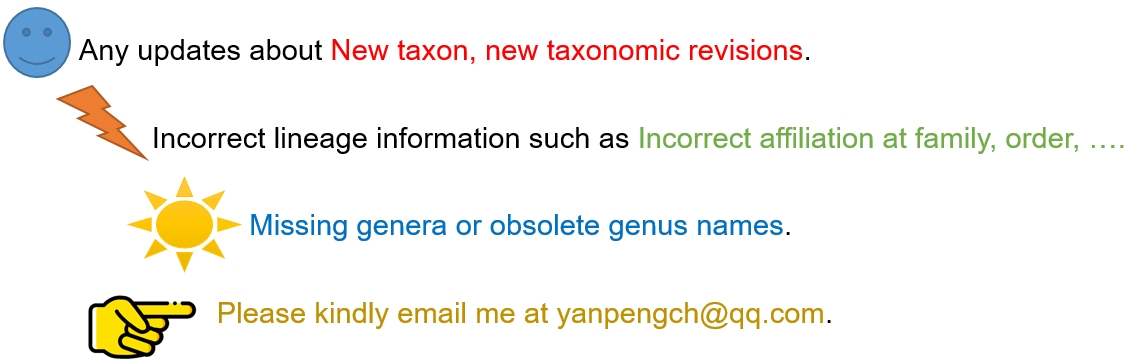 Any updates about New taxon, new taxonomic revisions.
Incorrect lineage information such as Incorrect affiliation at family, order, ….
Missing genera or obsolete genus names.
Please kindly email me at yanpengch@qq.com.